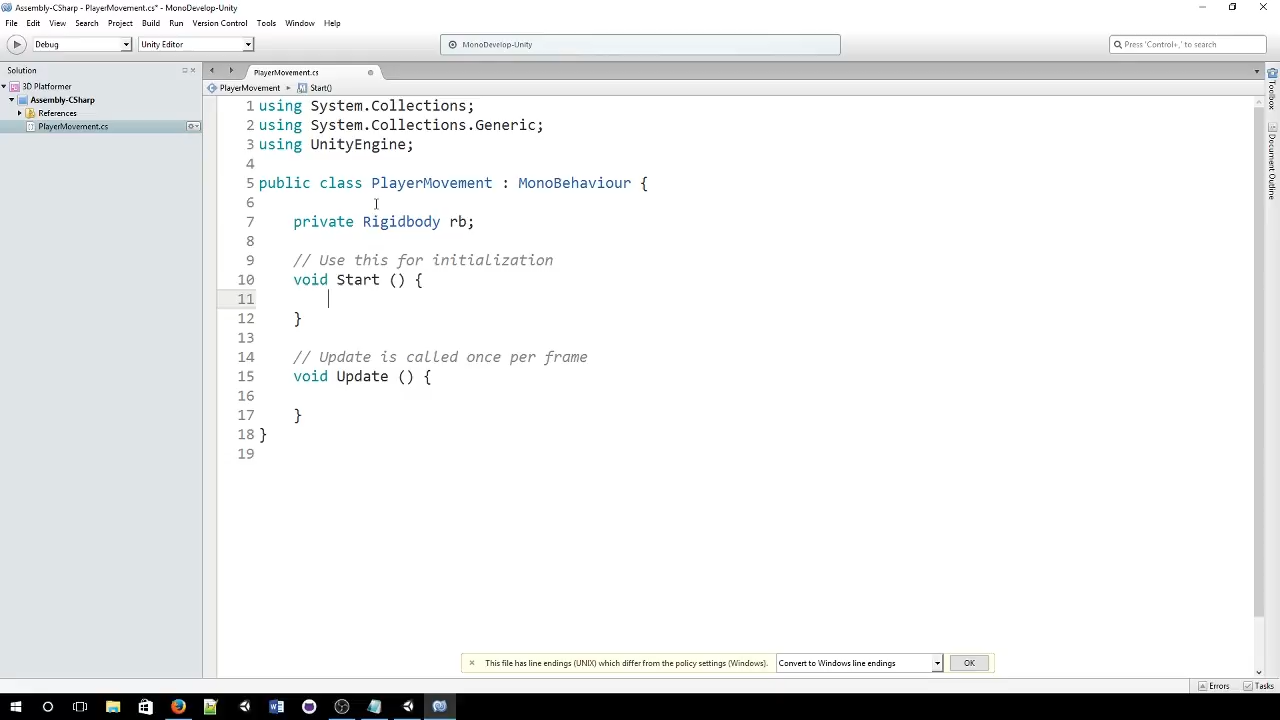 Assembly-CSharp - PlayerMovement.cs* - MonoDevelop-Unity
File Edit View Search Project Build Run Version Control Tools Window Help
Debug Unity Editor MonoDevelop-Unity Press 'Control+,' to search
Solution
3D Platformer
Assembly-CSharp
References
PlayerMovement.cs
PlayerMovement.cs
PlayerMovement Start()
1 using System.Collections;
2 using System.Collections.Generic;
3 using UnityEngine;
4
5 public class PlayerMovement : MonoBehaviour {
6
7 private Rigidbody rb;
8
9 // Use this for initialization
10 void Start () {
11
12 }
13
14 // Update is called once per frame
15 void Update () {
16
17 }
18 }
19
Toolbox
Document Outline
This file has line endings (UNIX) which differ from the policy settings (Windows). Convert to Windows line endings OK
Errors Tasks